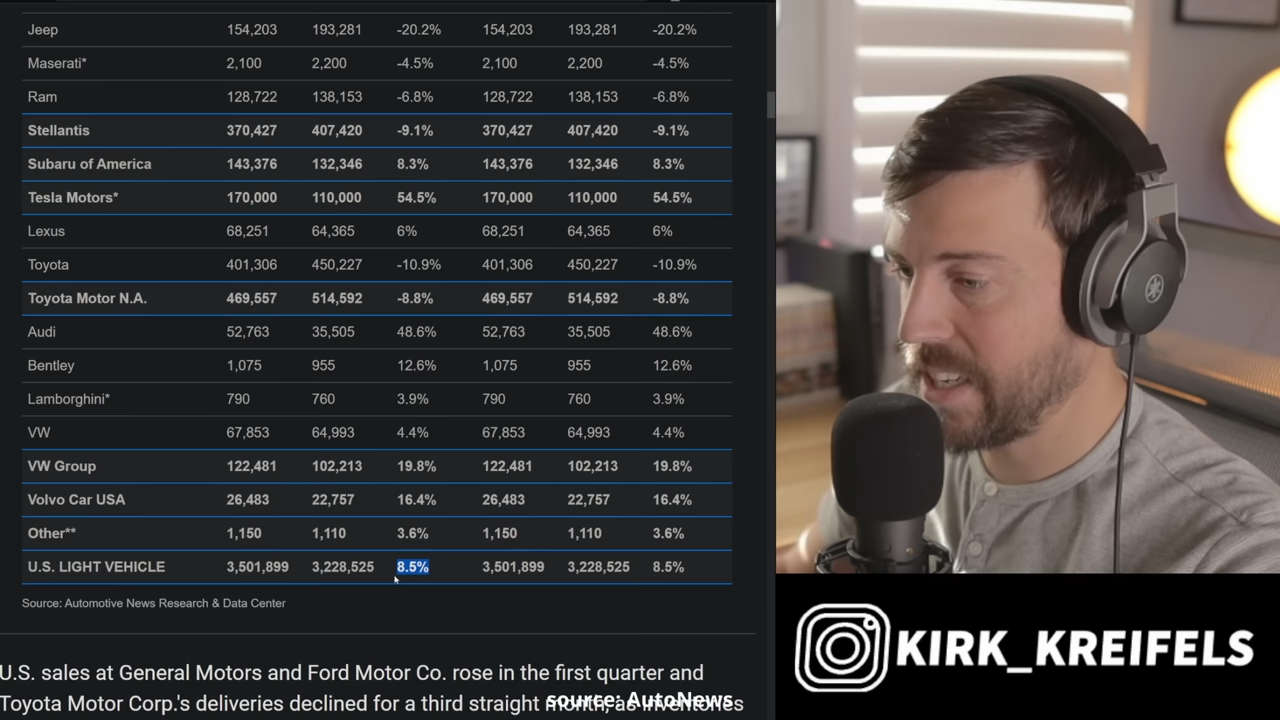 Jeep 154,203 193,281 -20.2% 154,203 193,281 -20.2%
Maserati* 2,100 2,200 -4.5% 2,100 2,200 -4.5%
Ram 128,722 138,153 -6.8% 128,722 138,153 -6.8%
Stellantis 370,427 407,420 -9.1% 370,427 407,420 -9.1%
Subaru of America 143,376 132,346 8.3% 143,376 132,346 8.3%
Tesla Motors* 170,000 110,000 54.5% 170,000 110,000 54.5%
Lexus 68,251 64,365 6% 68,251 64,365 6%
Toyota 401,306 450,227 -10.9% 401,306 450,227 -10.9%
Toyota Motor N.A. 469,557 514,592 -8.8% 469,557 514,592 -8.8%
Audi 52,763 35,505 48.6% 52,763 35,505 48.6%
Bentley 1,075 955 12.6% 1,075 955 12.6%
Lamborghini* 790 760 3.9% 790 760 3.9%
VW 67,853 64,993 4.4% 67,853 64,993 4.4%
VW Group 122,481 102,213 19.8% 122,481 102,213 19.8%
Volvo Car USA 26,483 22,757 16.4% 26,483 22,757 16.4%
Other** 1,150 1,110 3.6% 1,150 1,110 3.6%
U.S. LIGHT VEHICLE 3,501,899 3,228,525 8.5% 3,501,899 3,228,525 8.5%
Source: Automotive News Research & Data Center
U.S. sales at General Motors and Ford Motor Co. rose in the first quarter and
Toyota Motor Corp.'s deliveries declined for a third straight month, as inventories
source: AutoNews
KIRK_KREIFELS